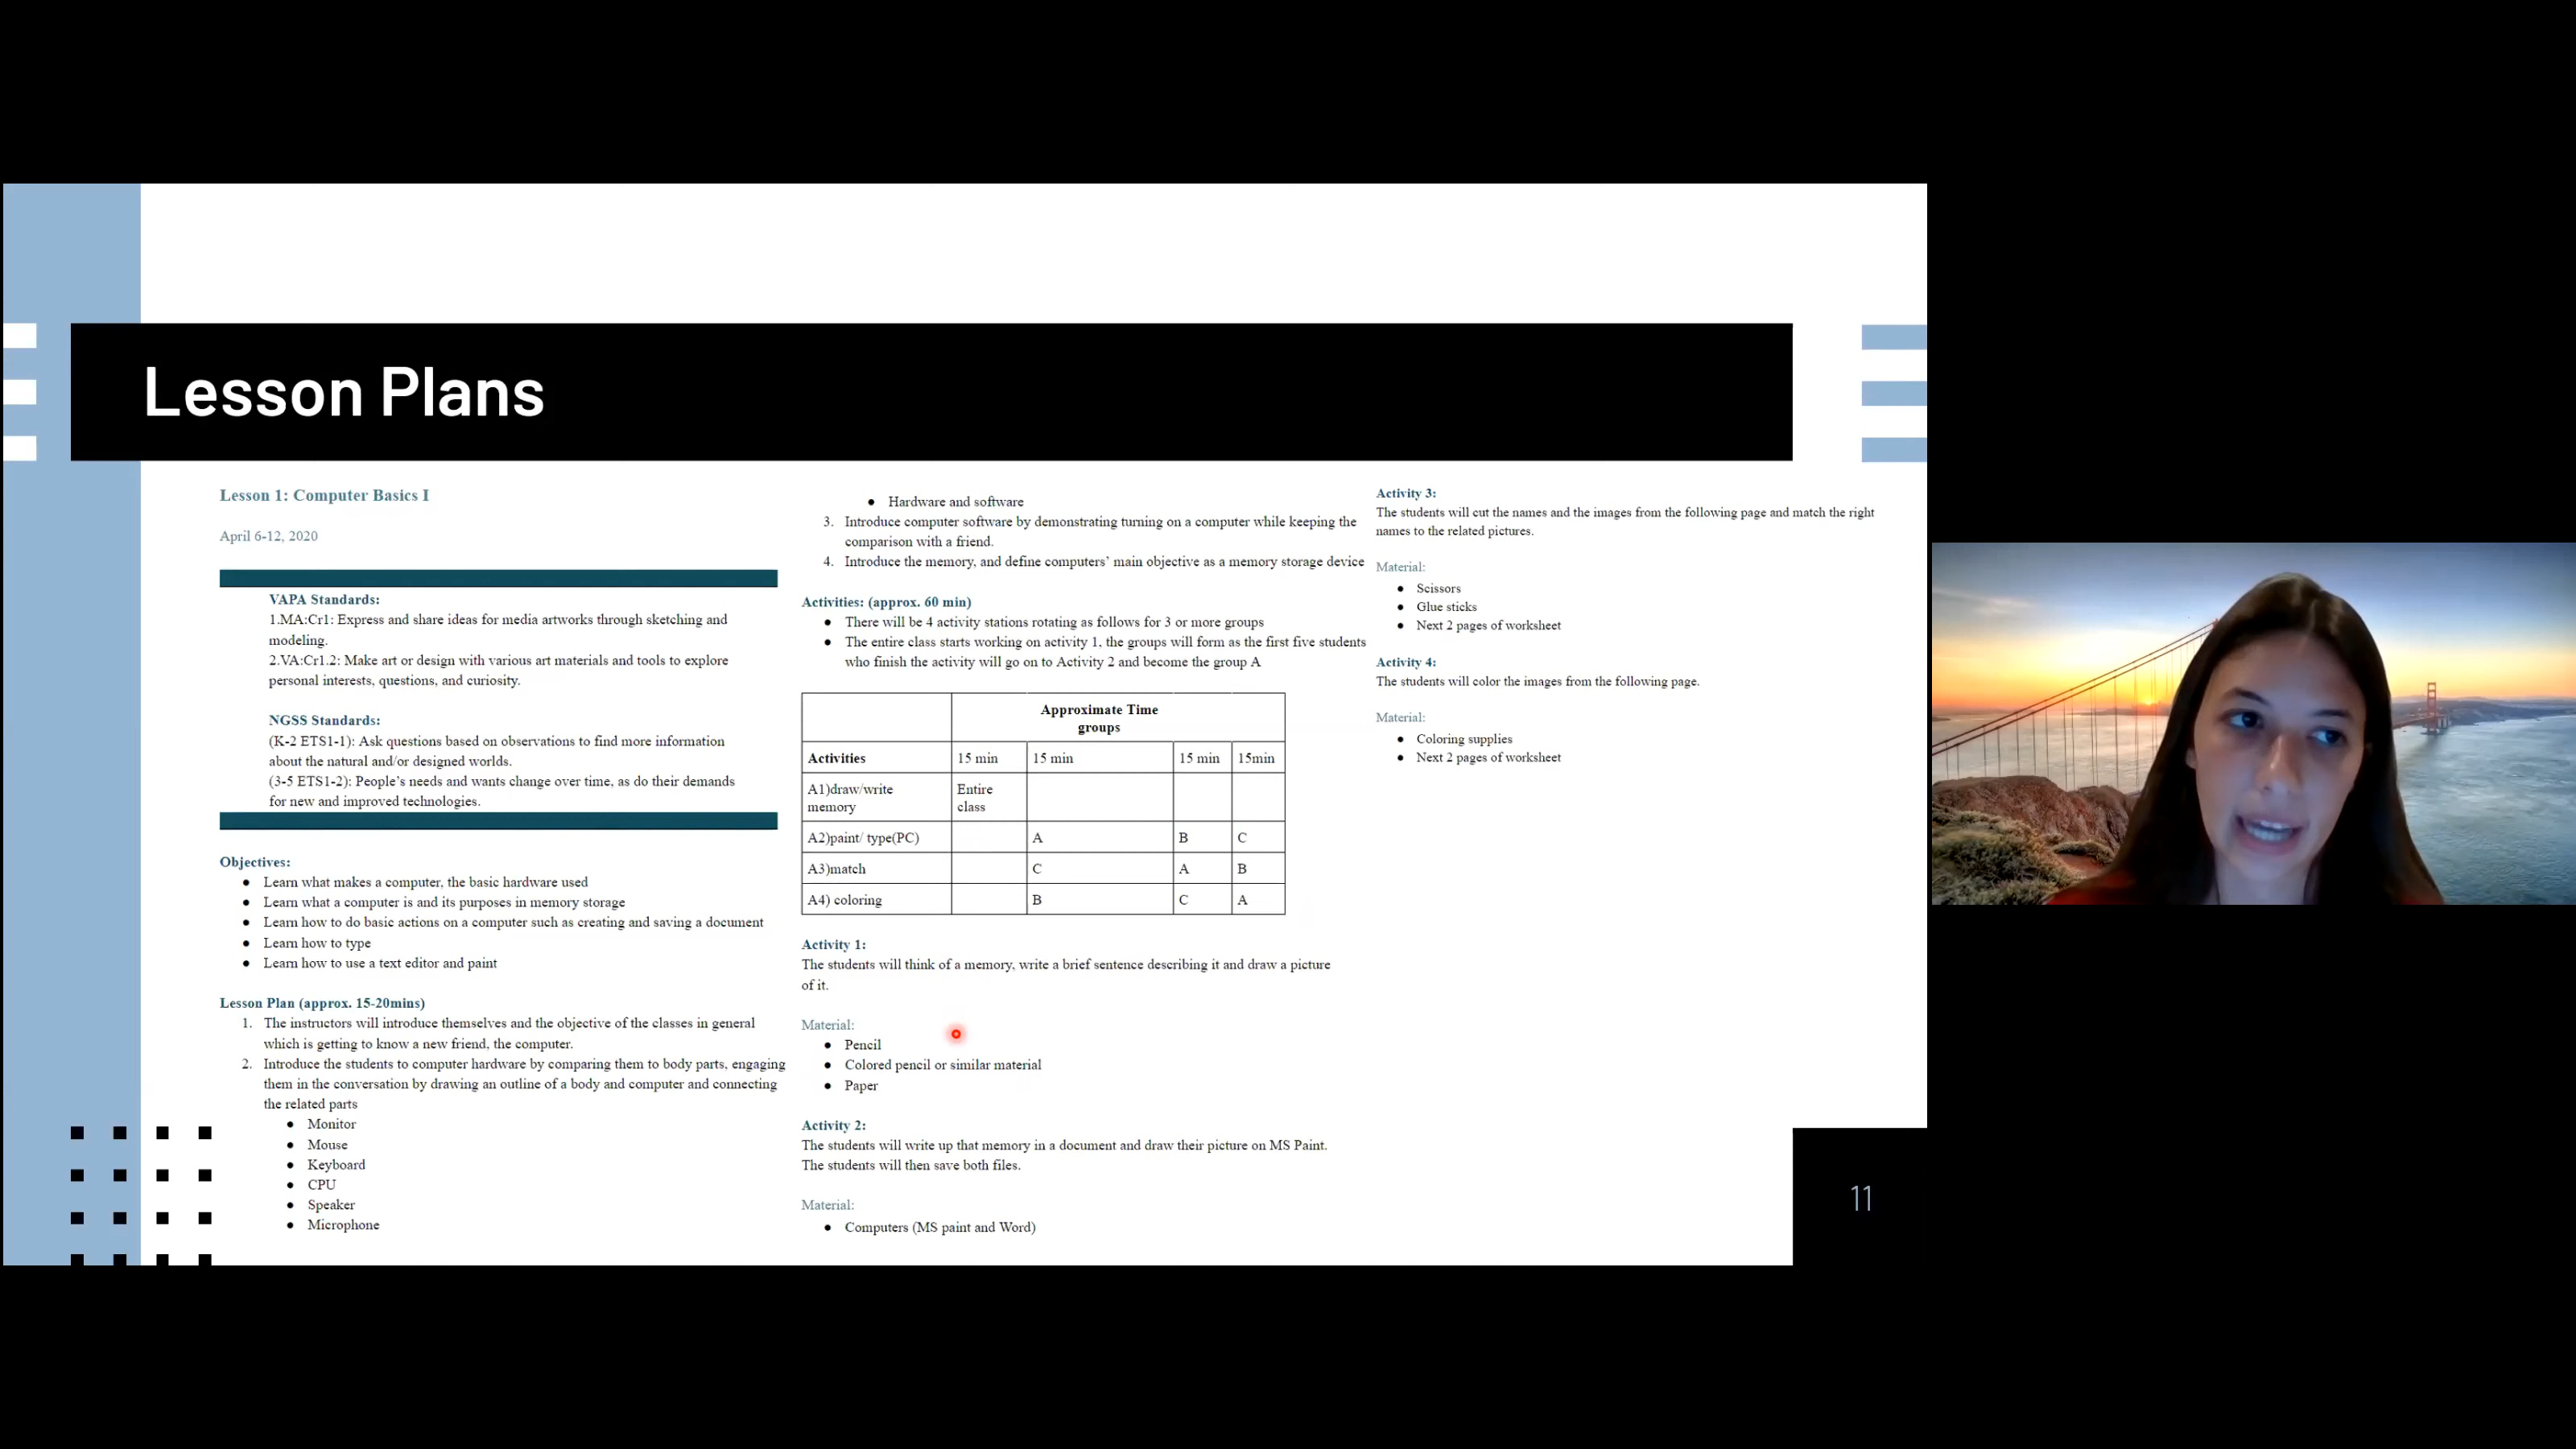 Lesson Plans
Lesson 1: Computer Basics I
April 6-12, 2020
VAPA Standards:
1.MA:Cr1: Express and share ideas for media artworks through sketching and
modeling.
2.VA:Cr1.2: Make art or design with various art materials and tools to explore
personal interests, questions, and curiosity.
NGSS Standards:
(K-2 ETS1-1): Ask questions based on observations to find more information
about the natural and/or designed worlds.
(3-5 ETS1-2): People's needs and wants change over time, as do their demands
for new and improved technologies.
Objectives:
● Learn what makes a computer, the basic hardware used
● Learn what a computer is and its purposes in memory storage
● Learn how to do basic actions on a computer such as creating and saving a document
● Learn how to type
● Learn how to use a text editor and paint
Lesson Plan (approx. 15-20mins)
1. The instructors will introduce themselves and the objective of the classes in general
which is getting to know a new friend, the computer.
2. Introduce the students to computer hardware by comparing them to body parts, engaging
them in the conversation by drawing an outline of a body and computer and connecting
the related parts
● Monitor
● Mouse
● Keyboard
● CPU
● Speaker
● Microphone
● Hardware and software
3. Introduce computer software by demonstrating turning on a computer while keeping the
comparison with a friend.
4. Introduce the memory, and define computers' main objective as a memory storage device
Activities: (approx. 60 min)
● There will be 4 activity stations rotating as follows for 3 or more groups
● The entire class starts working on activity 1, the groups will form as the first five students
who finish the activity will go on to Activity 2 and become the group A
Approximate Time
groups
Activities 15 min 15 min 15 min 15min
A1)draw/write Entire
memory class
A2)paint/ type(PC) A B C
A3)match C A B
A4) coloring B C A
Activity 1:
The students will think of a memory, write a brief sentence describing it and draw a picture
of it.
Material:
● Pencil
● Colored pencil or similar material
● Paper
Activity 2:
The students will write up that memory in a document and draw their picture on MS Paint.
The students will then save both files.
Material:
● Computers (MS paint and Word)
Activity 3:
The students will cut the names and the images from the following page and match the right
names to the related pictures.
Material:
● Scissors
● Glue sticks
● Next 2 pages of worksheet
Activity 4:
The students will color the images from the following page.
Material:
● Coloring supplies
● Next 2 pages of worksheet
11